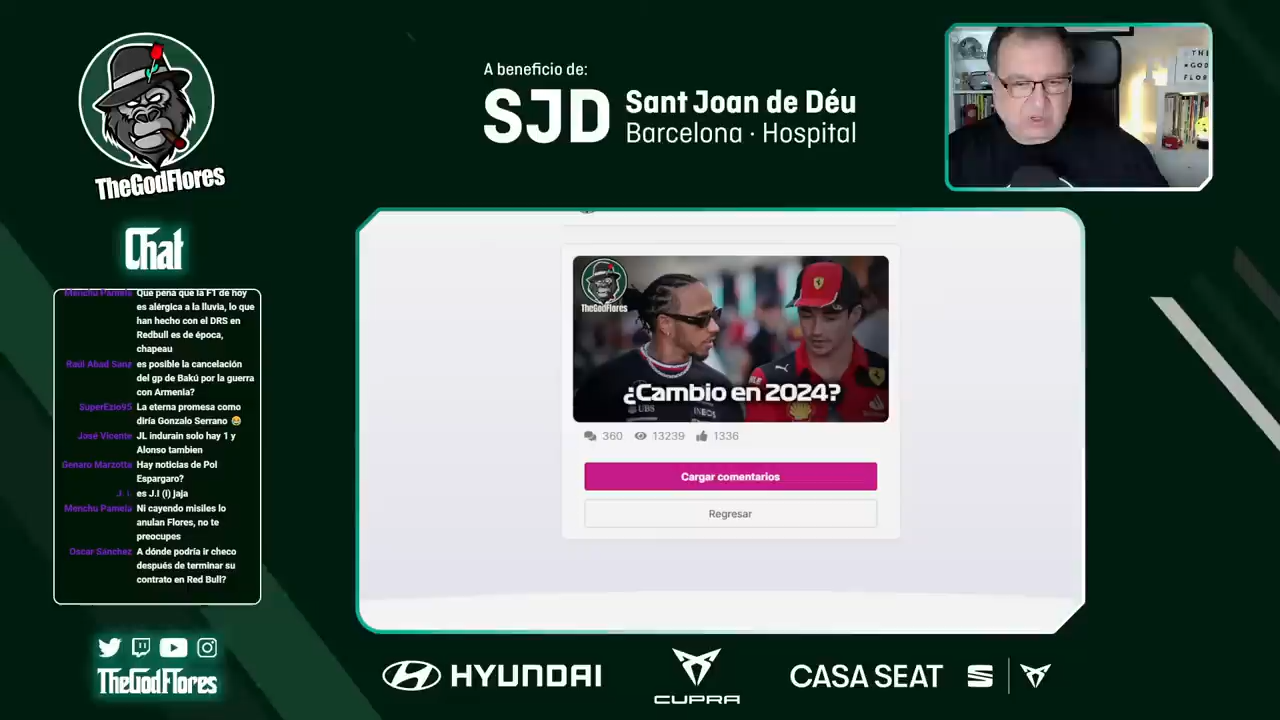 TheGodFlores
A beneficio de:
SJD
Sant Joan de Déu
Barcelona · Hospital
THE
GOD
FLOR
Chat
Menchu Pamela Que pena que la F1 de hoy
es alérgica a la lluvia, lo que
han hecho con el DRS en
Redbull es de época,
chapeau
Raúl Abad Sanz es posible la cancelación
del gp de Bakú por la guerra
con Armenia?
SuperEzio95 La eterna promesa como
diría Gonzalo Serrano 😂
José Vicente JL indurain solo hay 1 y
Alonso tambien
Genaro Marzotta Hay noticias de Pol
Espargaro?
J. I. es J.I (i) jaja
Menchu Pamela Ni cayendo misiles lo
anulan Flores, no te
preocupes
Oscar Sánchez A dónde podría ir checo
después de terminar su
contrato en Red Bull?
TheGodFlores
UBS
INEOS
¿Cambio en 2024?
360 13239 1336
Cargar comentarios
Regresar
TheGodFlores
HYUNDAI
CUPRA
CASA SEAT